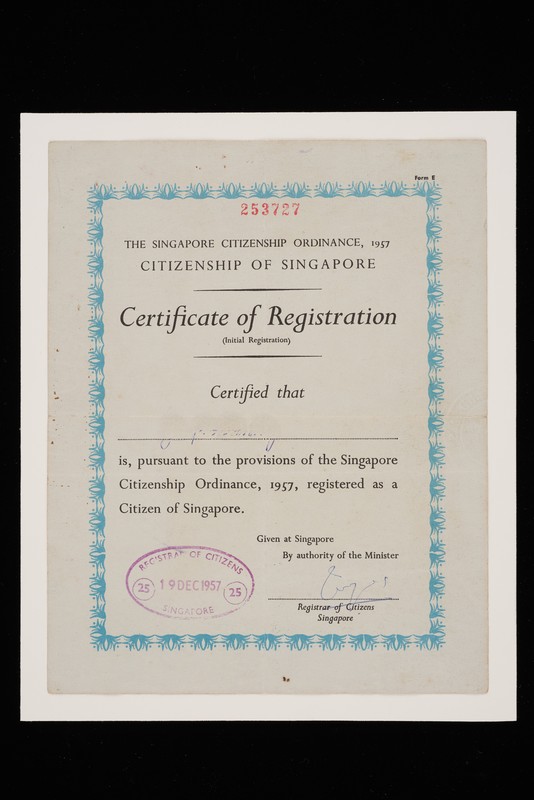 Form E
253727
THE SINGAPORE CITIZENSHIP ORDINANCE, 1957
CITIZENSHIP OF SINGAPORE
Certificate of Registration
(Initial Registration)
Certified that
is, pursuant to the provisions of the Singapore
Citizenship Ordinance, 1957, registered as a
Citizen of Singapore.
Given at Singapore
By authority of the Minister
REGISTRAR OF CITIZENS
25 19 DEC 1957 25
SINGAPORE
Registrar of Citizens
Singapore